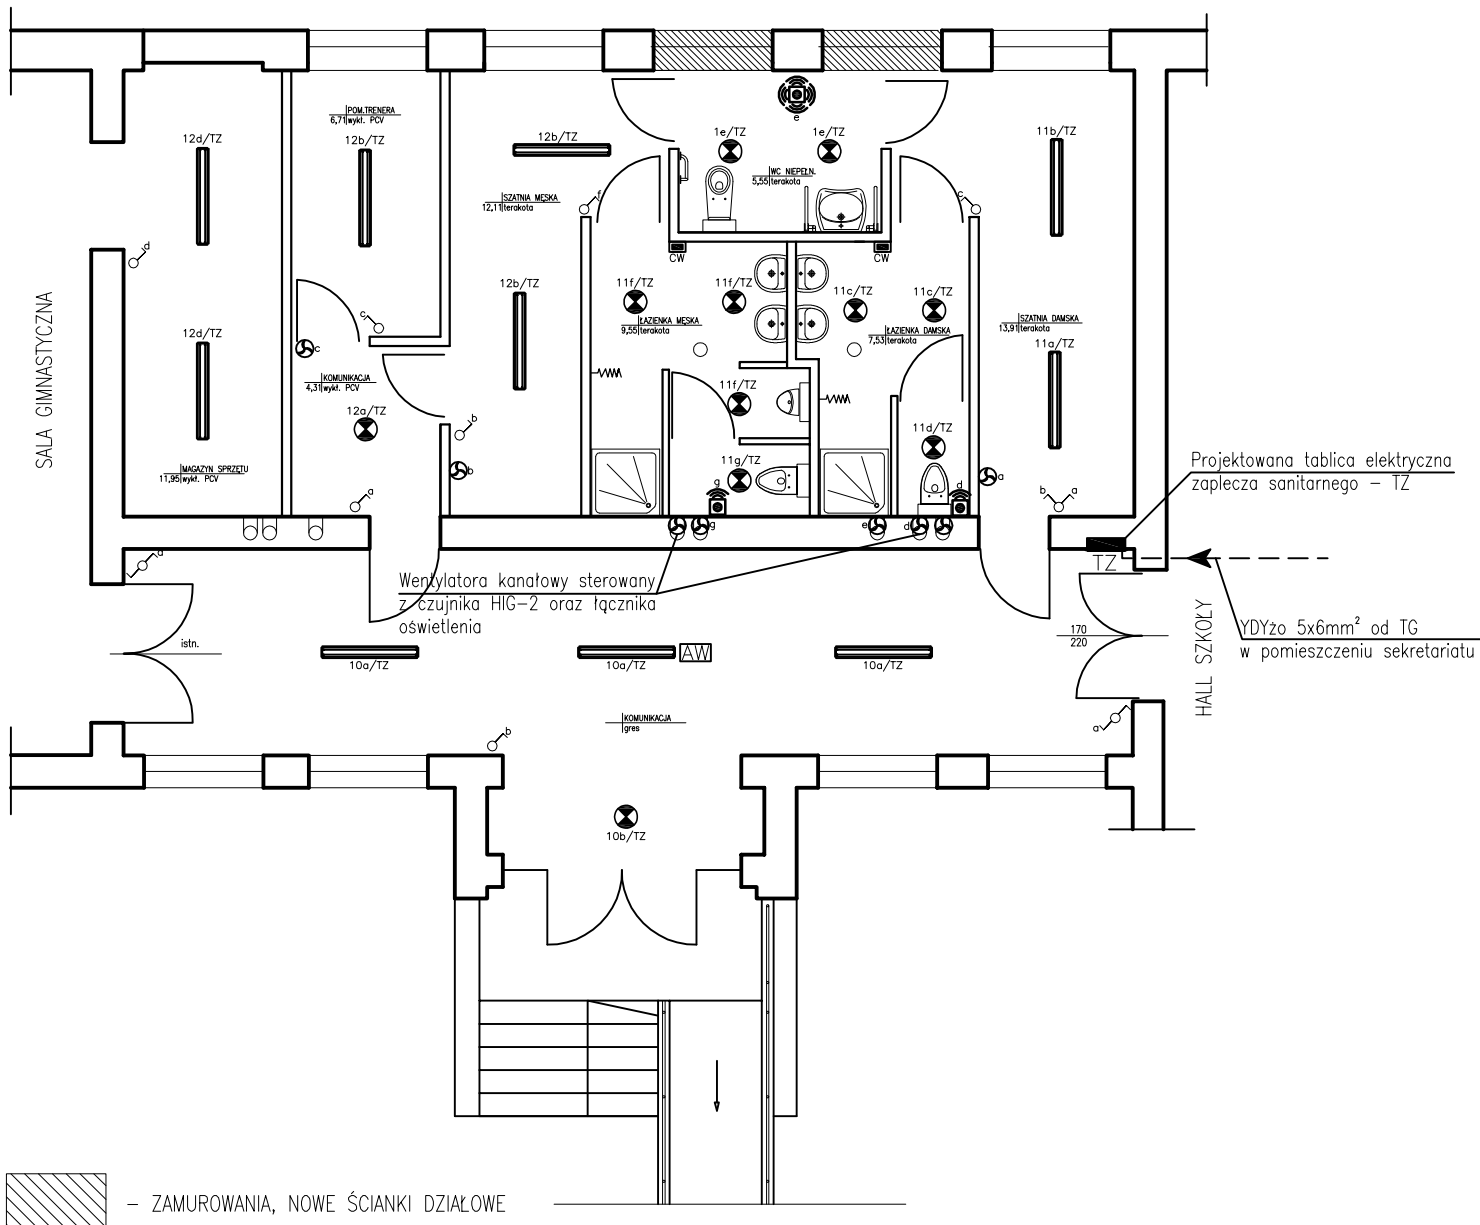 e
12d/TZ
POM.TRENERA
6,71 wykł. PCV
12b/TZ
12b/TZ
1e/TZ
1e/TZ
11b/TZ
WC NIEPEŁN.
5,55 terakota
SZATNIA MĘSKA
12,11 terakota
f
c
d
CW
CW
SALA GIMNASTYCZNA
12b/TZ
11f/TZ
11f/TZ
11c/TZ
11c/TZ
c
ŁAZIENKA MĘSKA
9,55 terakota
ŁAZIENKA DAMSKA
7,53 terakota
SZATNIA DAMSKA
13,91 terakota
12d/TZ
c
11a/TZ
KOMUNIKACJA
4,31 wykł. PCV
12a/TZ
11f/TZ
b
11d/TZ
MAGAZYN SPRZĘTU
11,95 wykł. PCV
b
11g/TZ
a
Projektowana tablica elektryczna
zaplecza sanitarnego – TZ
a
g
d
b
a
g
e
d
a
TZ
Wentylatora kanałowy sterowany
z czujnika HIG–2 oraz łącznika
oświetlenia
HALL SZKOŁY
YDYżo 5x6mm² od TG
w pomieszczeniu sekretariatu
istn.
170
220
10a/TZ
10a/TZ
AW
10a/TZ
KOMUNIKACJA
gres
b
a
10b/TZ
– ZAMUROWANIA, NOWE ŚCIANKI DZIAŁOWE